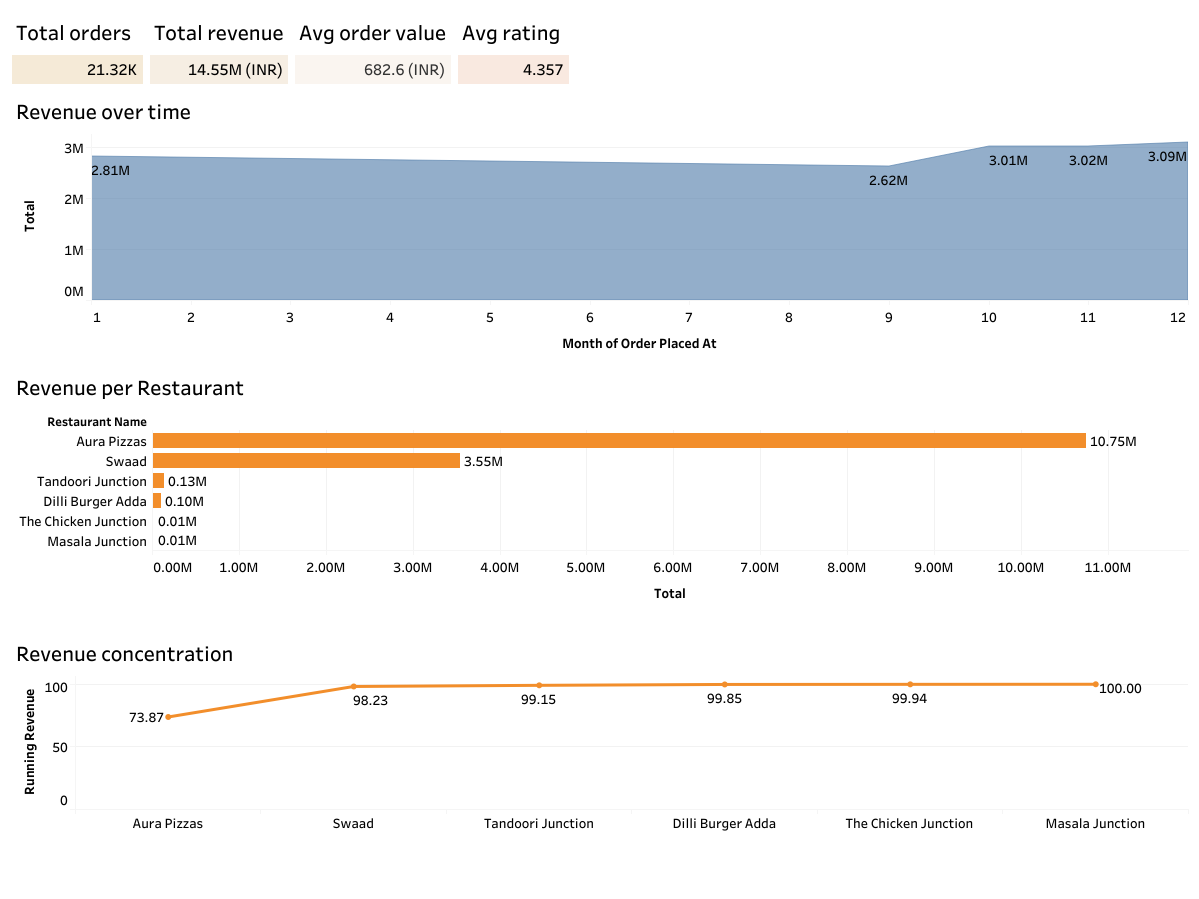 Total orders Total revenue Avg order value Avg rating
21.32K 14.55M (INR) 682.6 (INR) 4.357
Revenue over time
3M
2M
1M
0M
Total
2.81M 2.62M 3.01M 3.02M 3.09M
1 2 3 4 5 6 7 8 9 10 11 12
Month of Order Placed At
Revenue per Restaurant
Restaurant Name
Aura Pizzas 10.75M
Swaad 3.55M
Tandoori Junction 0.13M
Dilli Burger Adda 0.10M
The Chicken Junction 0.01M
Masala Junction 0.01M
0.00M 1.00M 2.00M 3.00M 4.00M 5.00M 6.00M 7.00M 8.00M 9.00M 10.00M 11.00M
Total
Revenue concentration
100
50
0
Running Revenue
73.87 98.23 99.15 99.85 99.94 100.00
Aura Pizzas Swaad Tandoori Junction Dilli Burger Adda The Chicken Junction Masala Junction